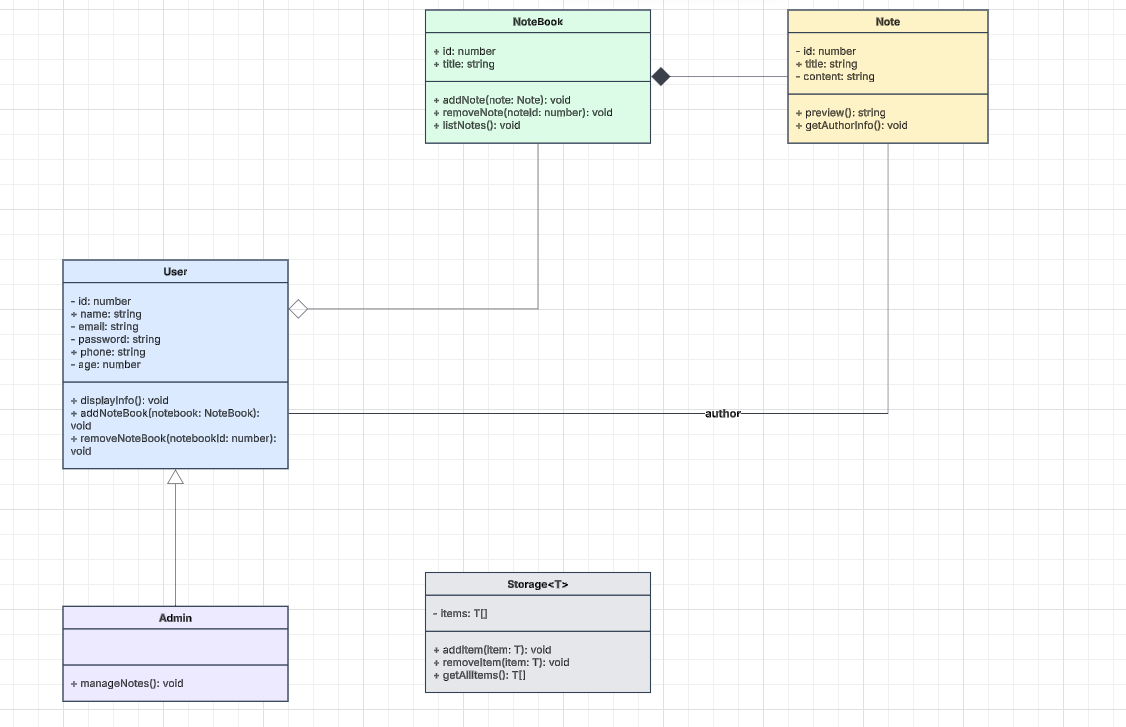 NoteBook
+ id: number
+ title: string
+ addNote(note: Note): void
+ removeNote(noteId: number): void
+ listNotes(): void
Note
- id: number
+ title: string
- content: string
+ preview(): string
+ getAuthorInfo(): void
User
- id: number
+ name: string
- email: string
- password: string
+ phone: string
- age: number
+ displayInfo(): void
+ addNoteBook(notebook: NoteBook):
void
+ removeNoteBook(notebookId: number):
void
author
Admin
+ manageNotes(): void
Storage<T>
- items: T[]
+ addItem(item: T): void
+ removeItem(item: T): void
+ getAllItems(): T[]